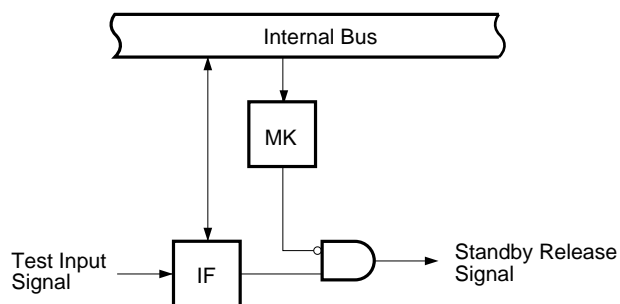 Internal Bus
MK
Test Input
Signal
IF
Standby Release
Signal